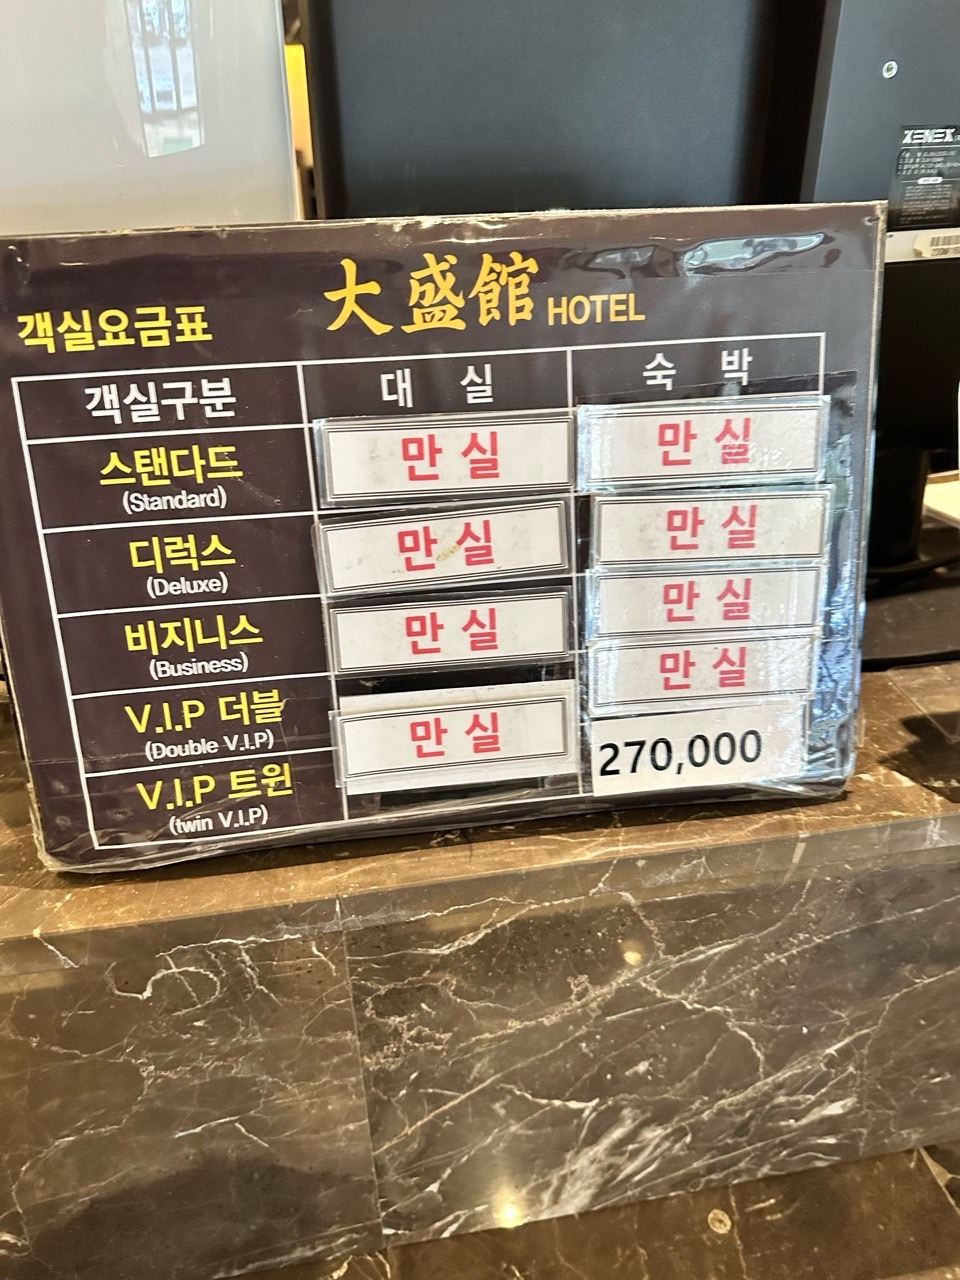 XENEX
大盛館 HOTEL
객실요금표
객실구분 대 실 숙 박
스탠다드 만 실 만 실
(Standard)
디럭스 만 실 만 실
(Deluxe)
비지니스 만 실 만 실
(Business)
V.I.P 더블 만 실 만 실
(Double V.I.P)
V.I.P 트윈 270,000
(twin V.I.P)